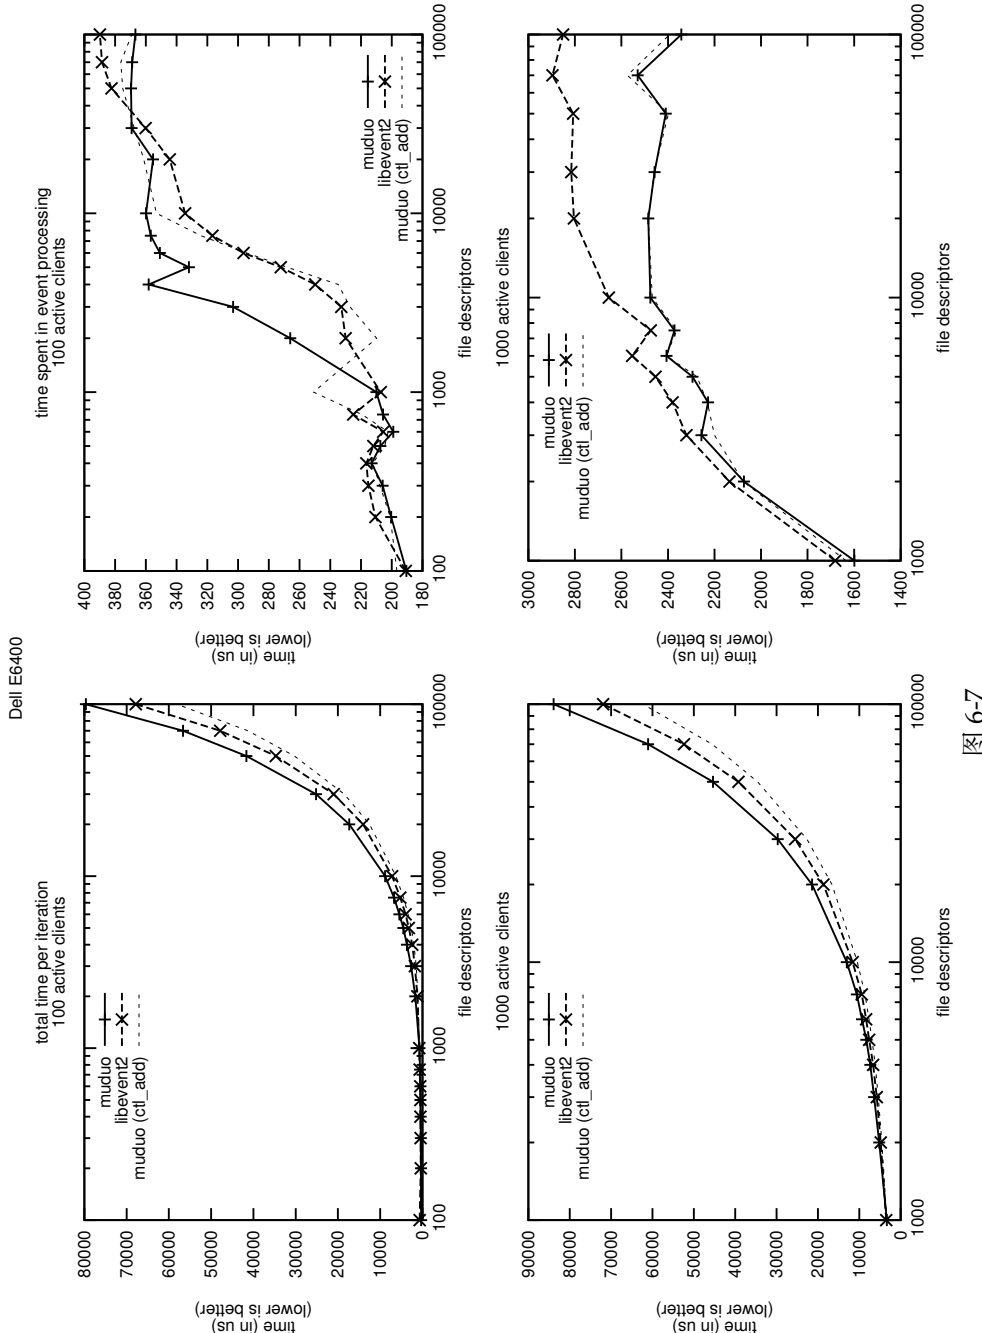 Dell E6400
total time per iteration
100 active clients
muduo
libevent2
muduo (ctl_add)
time (in us)
(lower is better)
80000
70000
60000
50000
40000
30000
20000
10000
0
100
1000
10000
100000
file descriptors
time spent in event processing
100 active clients
muduo
libevent2
muduo (ctl_add)
time (in us)
(lower is better)
400
380
360
340
320
300
280
260
240
220
200
180
100
1000
10000
100000
file descriptors
1000 active clients
muduo
libevent2
muduo (ctl_add)
time (in us)
(lower is better)
90000
80000
70000
60000
50000
40000
30000
20000
10000
0
1000
10000
100000
file descriptors
1000 active clients
muduo
libevent2
muduo (ctl_add)
time (in us)
(lower is better)
3000
2800
2600
2400
2200
2000
1800
1600
1400
1000
10000
100000
file descriptors
图 6-7